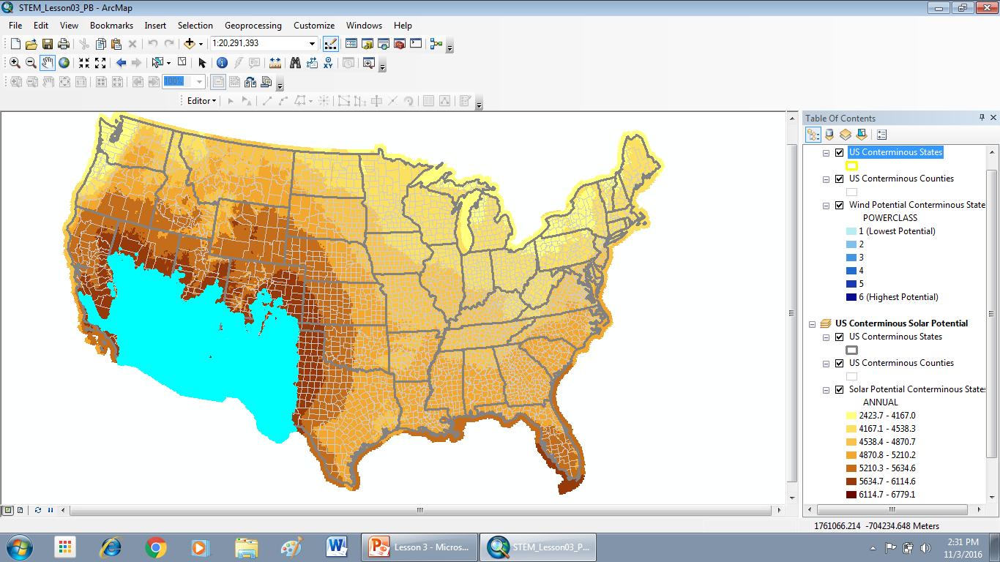 STEM_Lesson03_PB - ArcMap
File Edit View Bookmarks Insert Selection Geoprocessing Customize Windows Help
1:20,291,393
XY
100%
Editor
Table Of Contents
US Conterminous States
US Conterminous Counties
Wind Potential Conterminous State
POWERCLASS
1 (Lowest Potential)
2
3
4
5
6 (Highest Potential)
US Conterminous Solar Potential
US Conterminous States
US Conterminous Counties
Solar Potential Conterminous States
ANNUAL
2423.7 - 4167.0
4167.1 - 4538.3
4538.4 - 4870.7
4870.8 - 5210.2
5210.3 - 5634.6
5634.7 - 6114.6
6114.7 - 6779.1
1761066.214 -704234.648 Meters
Lesson 3 - Micros...
STEM_Lesson03_P...
2:31 PM
11/3/2016